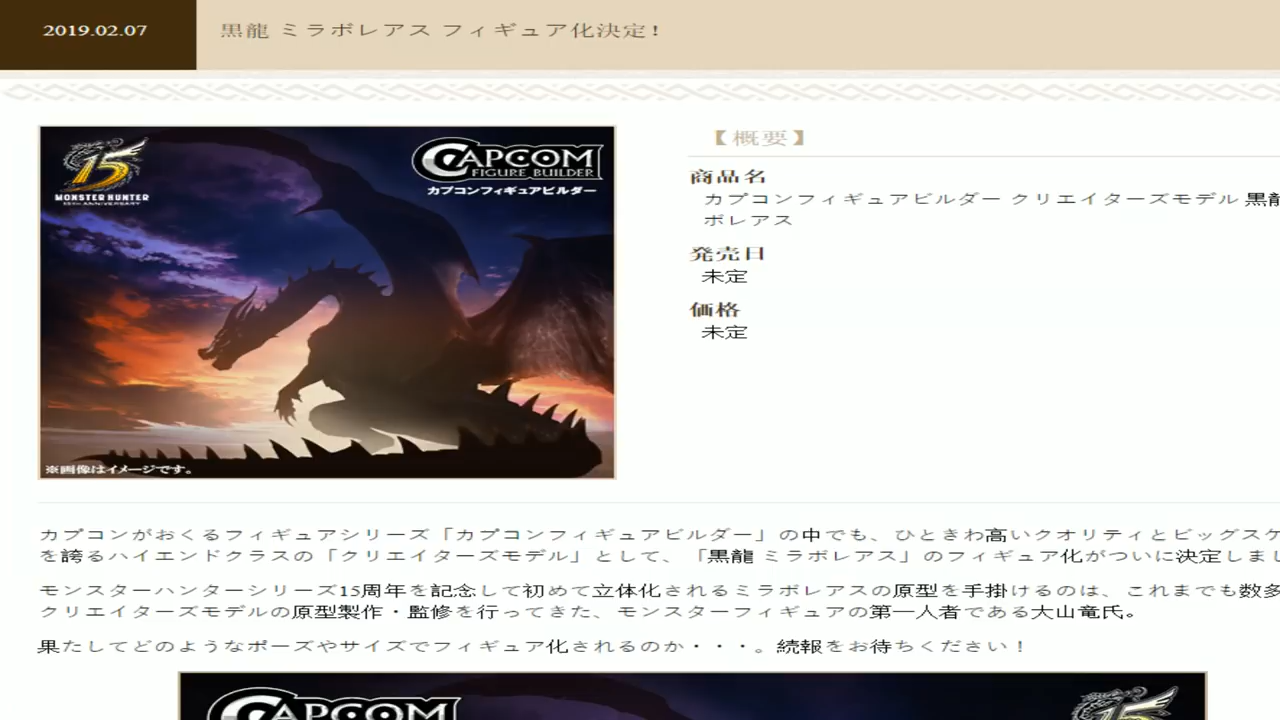 2019.02.07
黒龍 ミラボレアス フィギュア化決定!
15
MONSTER HUNTER
15TH ANNIVERSARY
CAPCOM
FIGURE BUILDER
カプコンフィギュアビルダー
※画像はイメージです。
【概要】
商品名
カプコンフィギュアビルダー クリエイターズモデル 黒龍
ボレアス
発売日
未定
価格
未定
カプコンがおくるフィギュアシリーズ「カプコンフィギュアビルダー」の中でも、ひときわ高いクオリティとビッグスケ
を誇るハイエンドクラスの「クリエイターズモデル」として、「黒龍 ミラボレアス」のフィギュア化がついに決定しまし
モンスターハンターシリーズ15周年を記念して初めて立体化されるミラボレアスの原型を手掛けるのは、これまでも数多
クリエイターズモデルの原型製作・監修を行ってきた、モンスターフィギュアの第一人者である大山竜氏。
果たしてどのようなポーズやサイズでフィギュア化されるのか・・・。続報をお待ちください！
CAPCOM
15